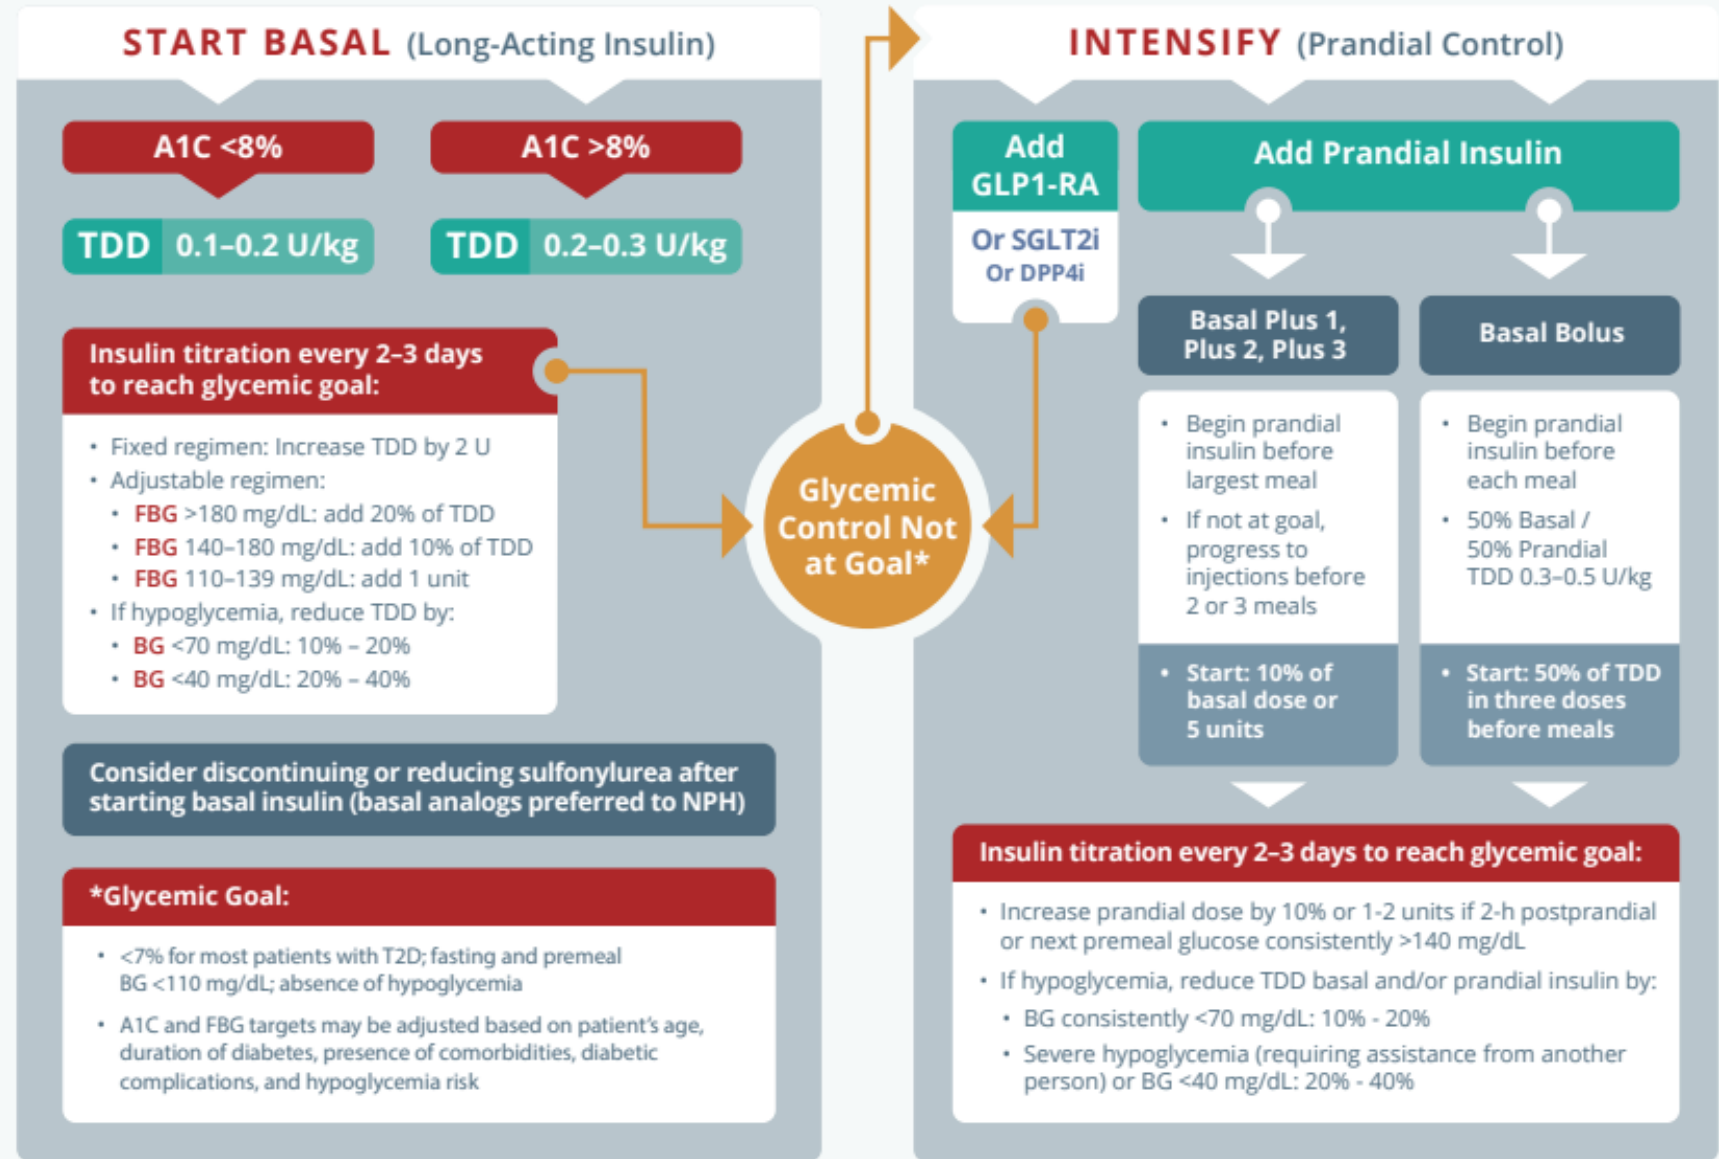 START BASAL (Long-Acting Insulin)
A1C <8%
A1C >8%
TDD 0.1–0.2 U/kg
TDD 0.2–0.3 U/kg
Insulin titration every 2–3 days
to reach glycemic goal:
• Fixed regimen: Increase TDD by 2 U
• Adjustable regimen:
• FBG >180 mg/dL: add 20% of TDD
• FBG 140–180 mg/dL: add 10% of TDD
• FBG 110–139 mg/dL: add 1 unit
• If hypoglycemia, reduce TDD by:
• BG <70 mg/dL: 10% – 20%
• BG <40 mg/dL: 20% – 40%
Consider discontinuing or reducing sulfonylurea after
starting basal insulin (basal analogs preferred to NPH)
*Glycemic Goal:
• <7% for most patients with T2D; fasting and premeal
BG <110 mg/dL; absence of hypoglycemia
• A1C and FBG targets may be adjusted based on patient's age,
duration of diabetes, presence of comorbidities, diabetic
complications, and hypoglycemia risk
Glycemic
Control Not
at Goal*
INTENSIFY (Prandial Control)
Add
GLP1-RA
Or SGLT2i
Or DPP4i
Add Prandial Insulin
Basal Plus 1,
Plus 2, Plus 3
• Begin prandial
insulin before
largest meal
• If not at goal,
progress to
injections before
2 or 3 meals
• Start: 10% of
basal dose or
5 units
Basal Bolus
• Begin prandial
insulin before
each meal
• 50% Basal /
50% Prandial
TDD 0.3–0.5 U/kg
• Start: 50% of TDD
in three doses
before meals
Insulin titration every 2–3 days to reach glycemic goal:
• Increase prandial dose by 10% or 1-2 units if 2-h postprandial
or next premeal glucose consistently >140 mg/dL
• If hypoglycemia, reduce TDD basal and/or prandial insulin by:
• BG consistently <70 mg/dL: 10% - 20%
• Severe hypoglycemia (requiring assistance from another
person) or BG <40 mg/dL: 20% - 40%